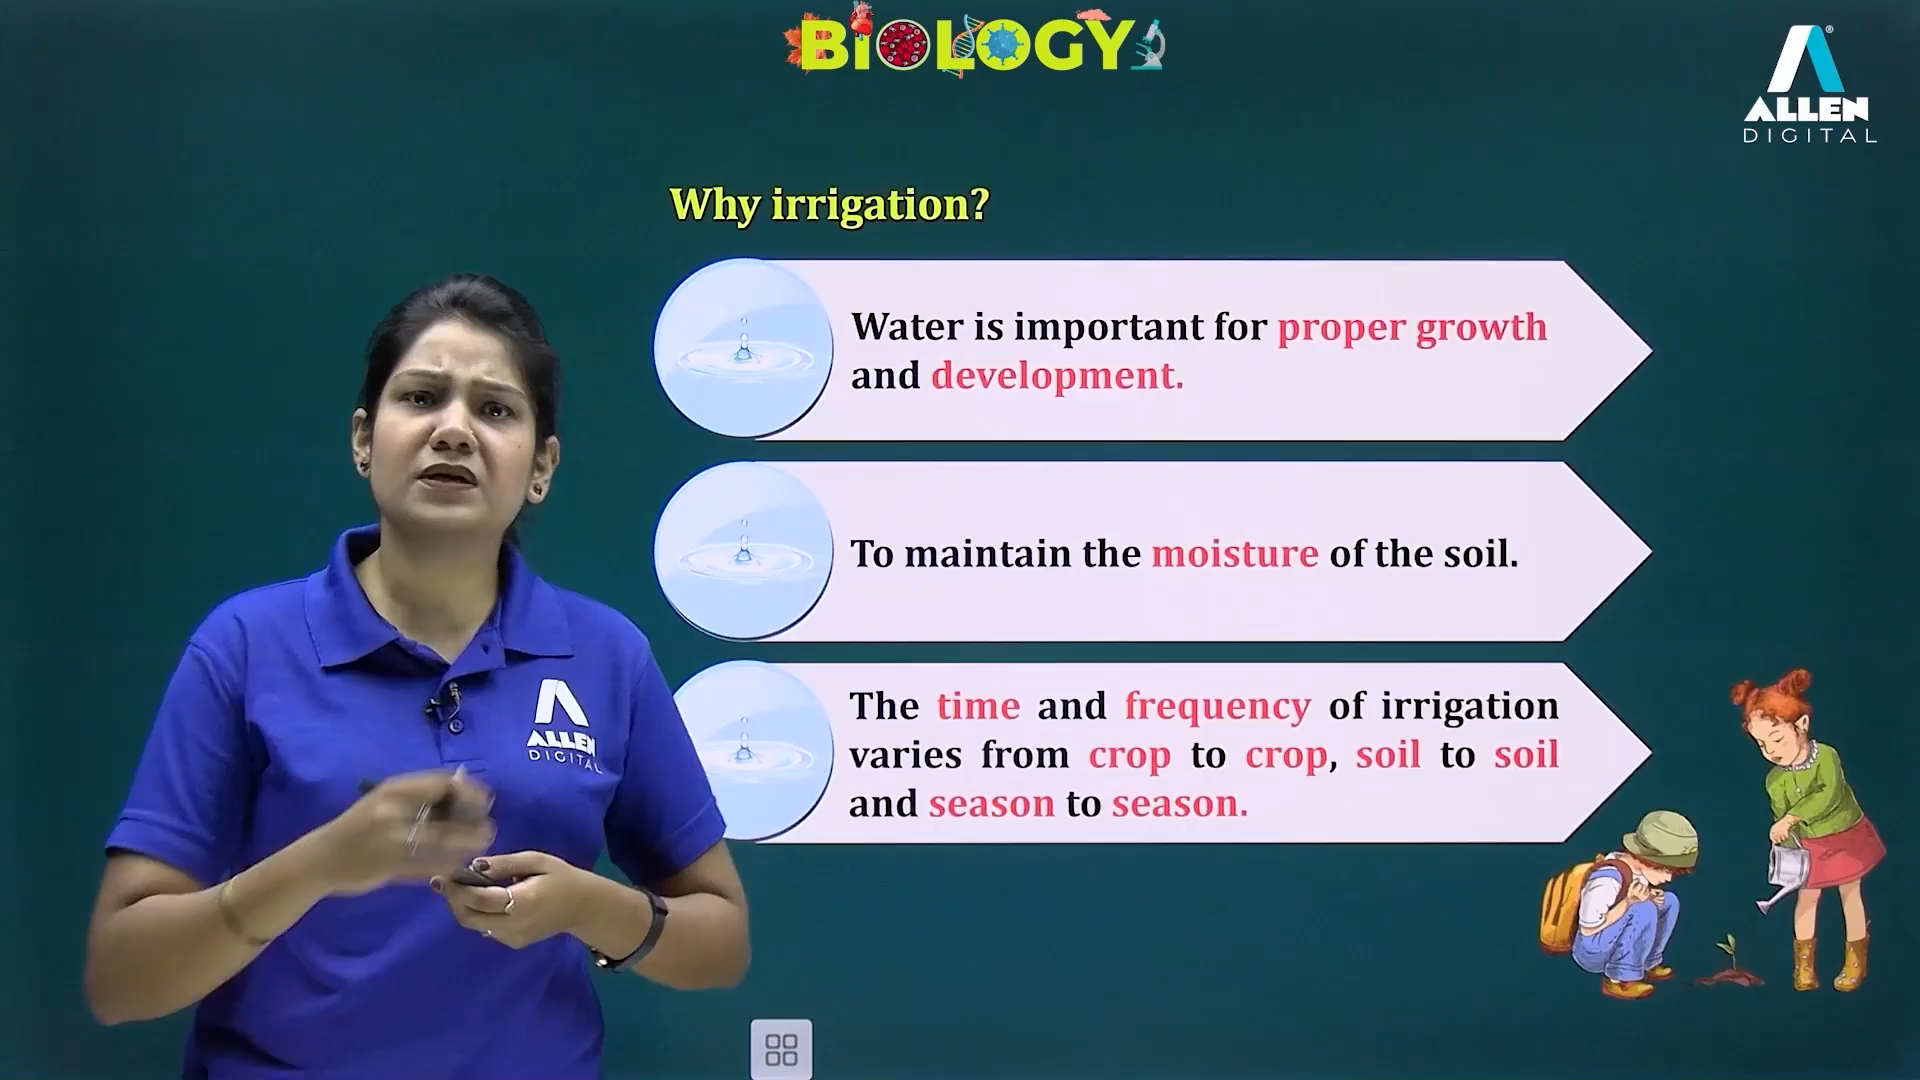 BIOLOGY
ALLEN
DIGITAL
Why irrigation?
Water is important for proper growth
and development.
To maintain the moisture of the soil.
The time and frequency of irrigation
varies from crop to crop, soil to soil
and season to season.
ALLEN
DIGITAL